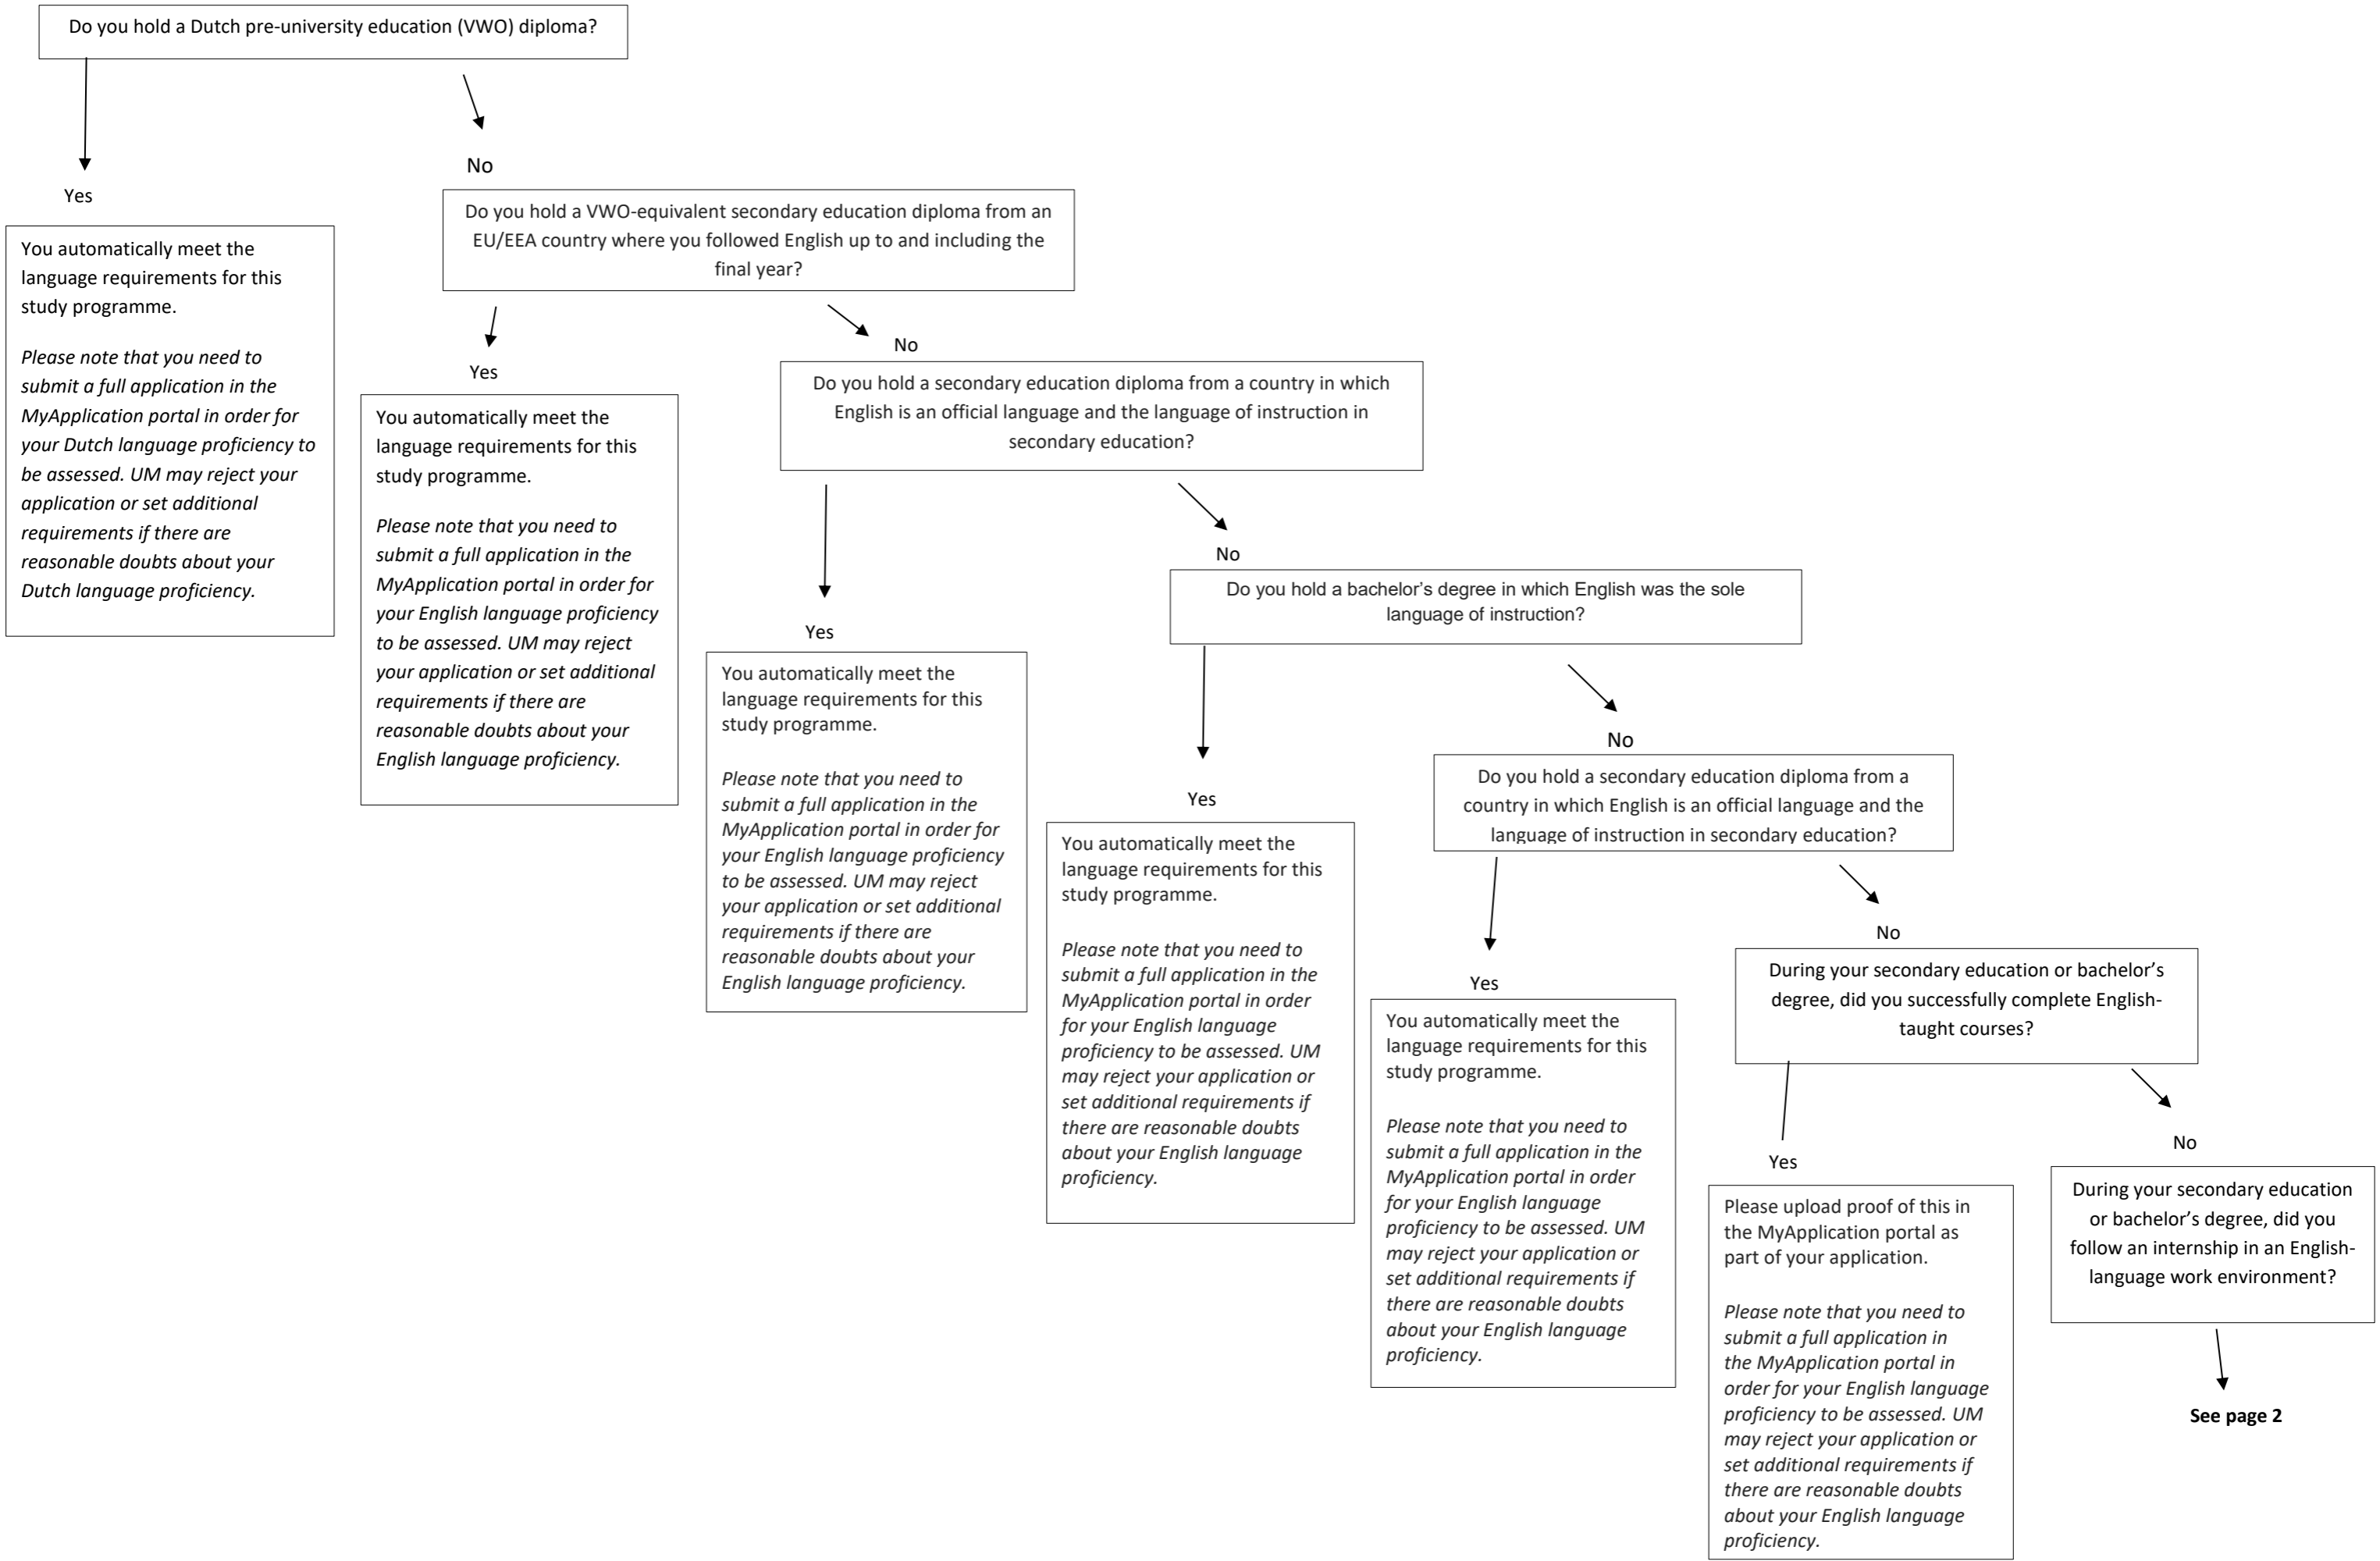 Do you hold a Dutch pre-university education (VWO) diploma?
Yes
You automatically meet the
language requirements for this
study programme.
Please note that you need to
submit a full application in the
MyApplication portal in order for
your Dutch language proficiency to
be assessed. UM may reject your
application or set additional
requirements if there are
reasonable doubts about your
Dutch language proficiency.
No
Do you hold a VWO-equivalent secondary education diploma from an
EU/EEA country where you followed English up to and including the
final year?
Yes
You automatically meet the
language requirements for this
study programme.
Please note that you need to
submit a full application in the
MyApplication portal in order for
your English language proficiency
to be assessed. UM may reject
your application or set additional
requirements if there are
reasonable doubts about your
English language proficiency.
No
Do you hold a secondary education diploma from a country in which
English is an official language and the language of instruction in
secondary education?
Yes
You automatically meet the
language requirements for this
study programme.
Please note that you need to
submit a full application in the
MyApplication portal in order for
your English language proficiency
to be assessed. UM may reject
your application or set additional
requirements if there are
reasonable doubts about your
English language proficiency.
No
Do you hold a bachelor’s degree in which English was the sole
language of instruction?
Yes
You automatically meet the
language requirements for this
study programme.
Please note that you need to
submit a full application in the
MyApplication portal in order
for your English language
proficiency to be assessed. UM
may reject your application or
set additional requirements if
there are reasonable doubts
about your English language
proficiency.
No
Do you hold a secondary education diploma from a
country in which English is an official language and the
language of instruction in secondary education?
Yes
You automatically meet the
language requirements for this
study programme.
Please note that you need to
submit a full application in the
MyApplication portal in order
for your English language
proficiency to be assessed. UM
may reject your application or
set additional requirements if
there are reasonable doubts
about your English language
proficiency.
No
During your secondary education or bachelor’s
degree, did you successfully complete English-
taught courses?
Yes
Please upload proof of this in
the MyApplication portal as
part of your application.
Please note that you need to
submit a full application in
the MyApplication portal in
order for your English language
proficiency to be assessed. UM
may reject your application or
set additional requirements if
there are reasonable doubts
about your English language
proficiency.
No
During your secondary education
or bachelor’s degree, did you
follow an internship in an English-
language work environment?
See page 2